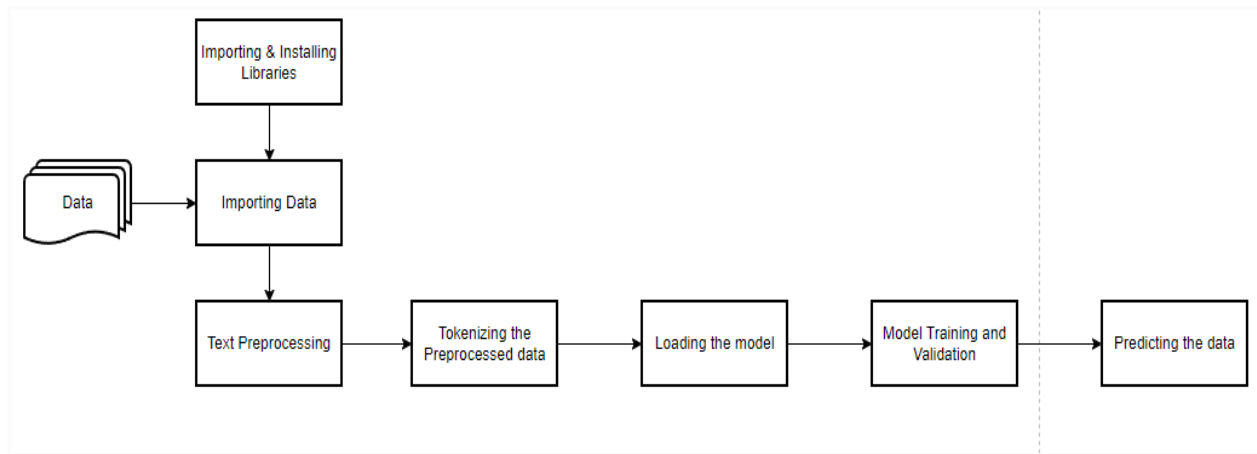 Importing & Installing
Libraries
Data
Importing Data
Text Preprocessing
Tokenizing the
Preprocessed data
Loading the model
Model Training and
Validation
Predicting the data